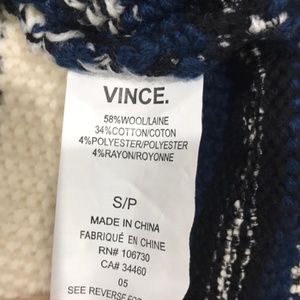 VINCE.
58%WOOL/LAINE
34%COTTON/COTON
4%POLYESTER/POLYESTER
4%RAYON/ROYONNE
S/P
MADE IN CHINA
FABRIQUÉ EN CHINE
RN# 106730
CA# 34460
05
SEE REVERSE FOR